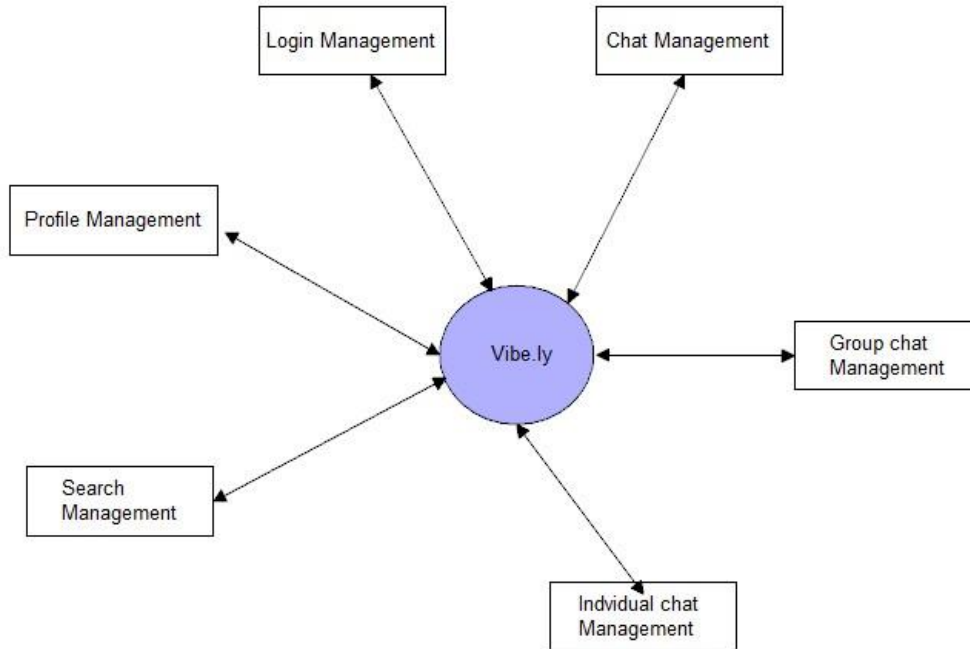 Login Management
Chat Management
Profile Management
Group chat
Management
Vibe.ly
Search
Management
Indvidual chat
Management